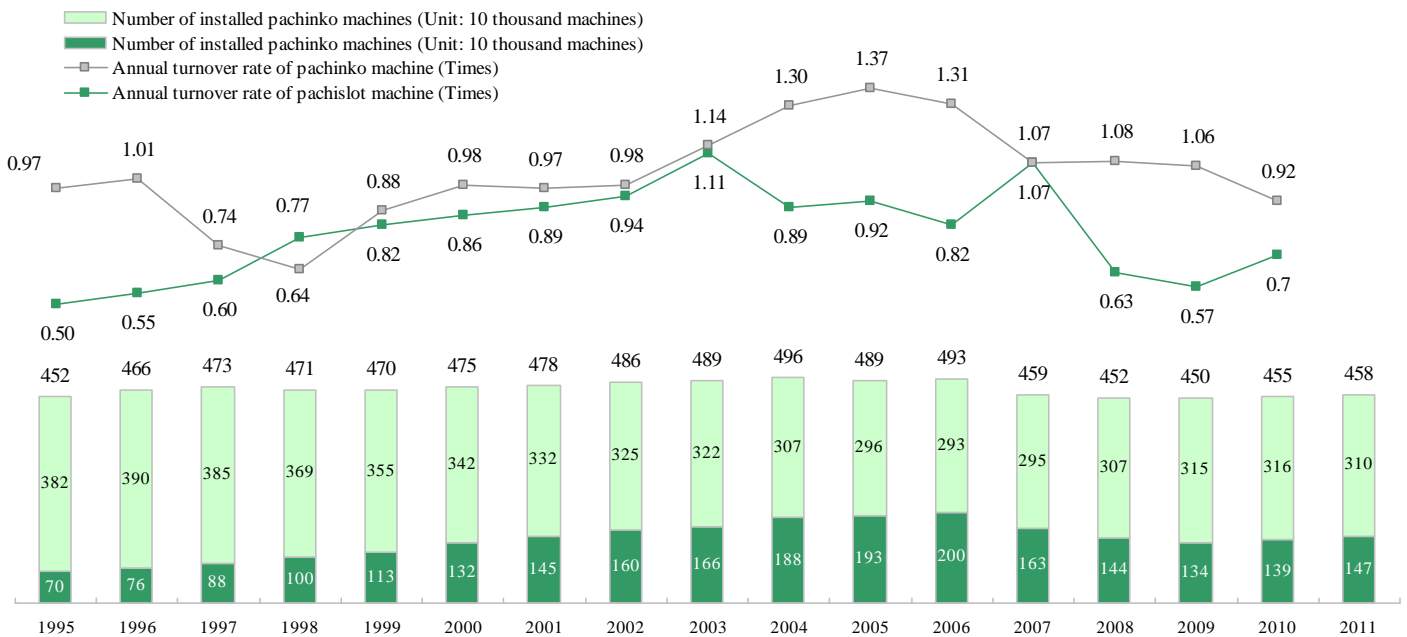 Number of installed pachinko machines (Unit: 10 thousand machines)
Number of installed pachinko machines (Unit: 10 thousand machines)
Annual turnover rate of pachinko machine (Times)
Annual turnover rate of pachislot machine (Times)
0.97 1.01 0.74 0.64 0.88 0.98 0.97 0.98 1.14 1.30 1.37 1.31 1.07 1.08 1.06 0.92
0.50 0.55 0.60 0.77 0.82 0.86 0.89 0.94 1.11 0.89 0.92 0.82 1.07 0.63 0.57 0.7
452 466 473 471 470 475 478 486 489 496 489 493 459 452 450 455 458
382 390 385 369 355 342 332 325 322 307 296 293 295 307 315 316 310
70 76 88 100 113 132 145 160 166 188 193 200 163 144 134 139 147
1995 1996 1997 1998 1999 2000 2001 2002 2003 2004 2005 2006 2007 2008 2009 2010 2011